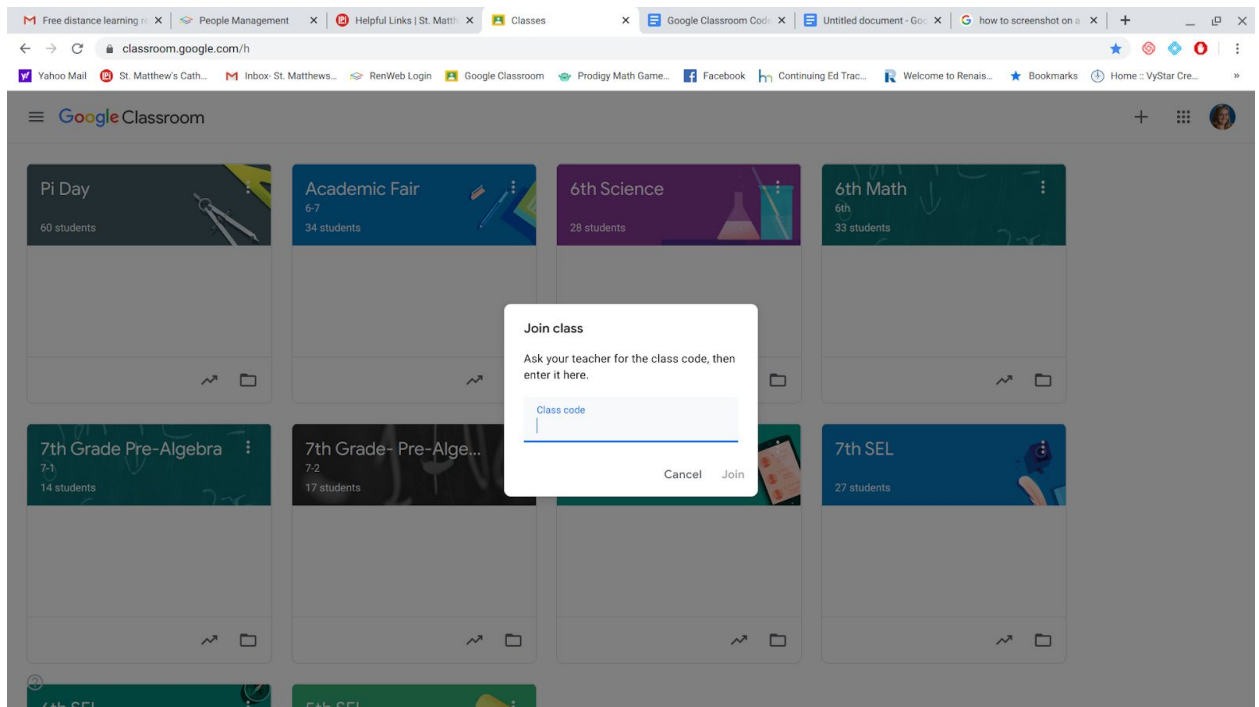 Free distance learning r
People Management
Helpful Links | St. Matth
Classes
Google Classroom Code
Untitled document - Goo
how to screenshot on a
classroom.google.com/h
Yahoo Mail
St. Matthew's Cath...
Inbox- St. Matthews...
RenWeb Login
Google Classroom
Prodigy Math Game...
Facebook
Continuing Ed Trac...
Welcome to Renais...
Bookmarks
Home :: VyStar Cre...
»
Google Classroom
Pi Day
60 students
Academic Fair
6-7
34 students
6th Science
28 students
6th Math
6th
33 students
Join class
Ask your teacher for the class code, then
enter it here.
Class code
Cancel
Join
7th Grade Pre-Algebra
7-1
14 students
7th Grade- Pre-Alge...
7-2
17 students
7th SEL
27 students
6th SEL
5th SEL